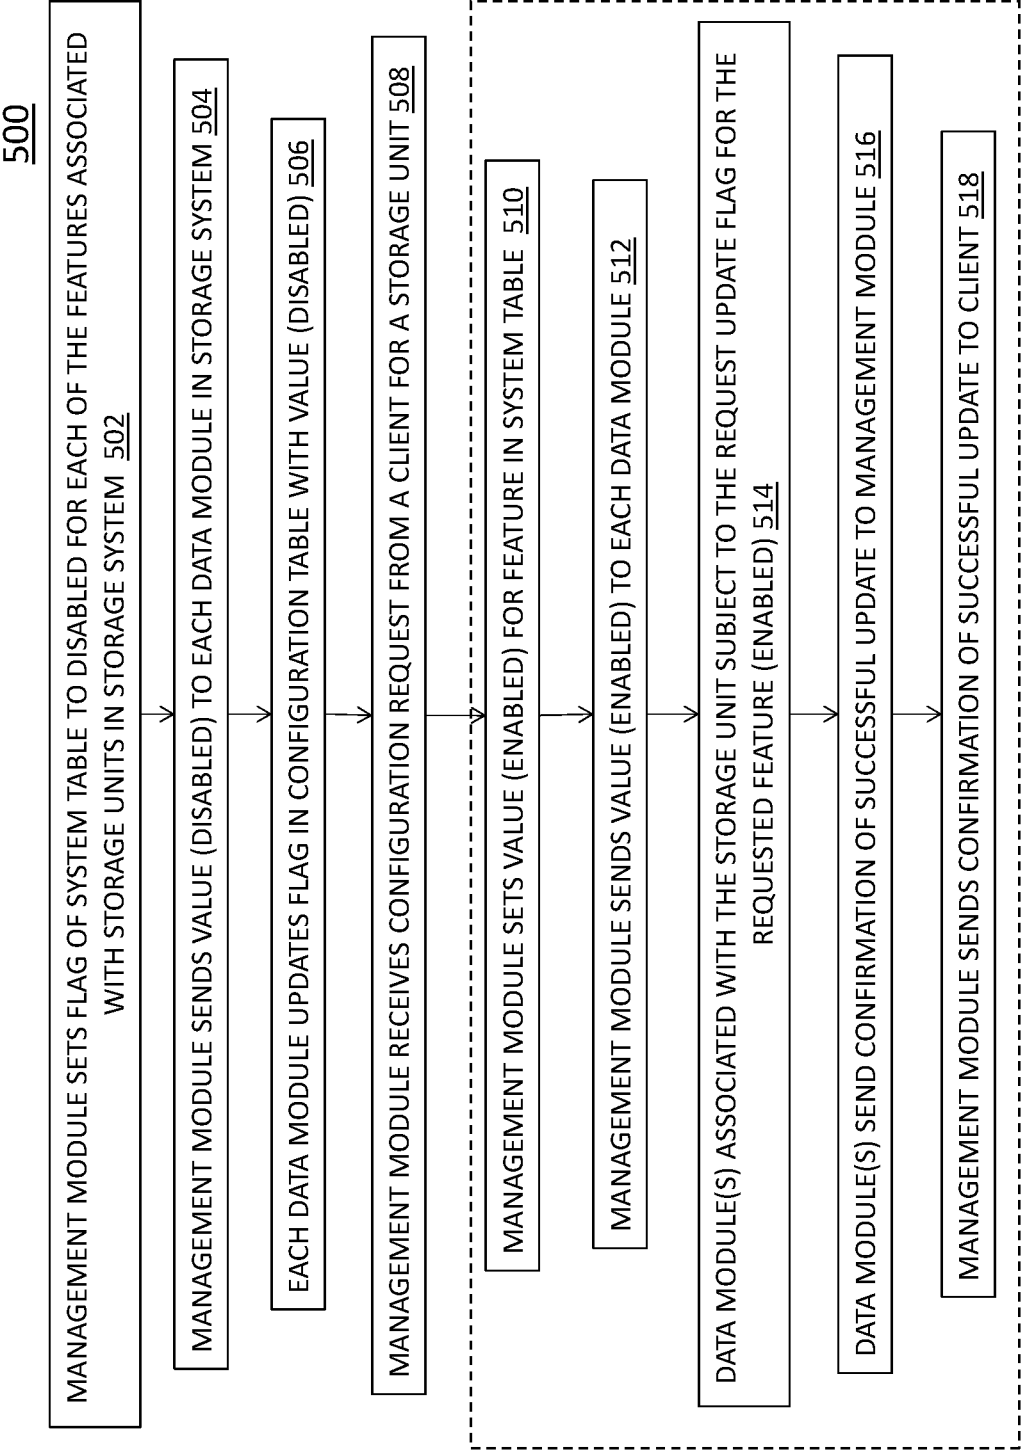 500
MANAGEMENT MODULE SETS FLAG OF SYSTEM TABLE TO DISABLED FOR EACH OF THE FEATURES ASSOCIATED
WITH STORAGE UNITS IN STORAGE SYSTEM 502
MANAGEMENT MODULE SENDS VALUE (DISABLED) TO EACH DATA MODULE IN STORAGE SYSTEM 504
EACH DATA MODULE UPDATES FLAG IN CONFIGURATION TABLE WITH VALUE (DISABLED) 506
MANAGEMENT MODULE RECEIVES CONFIGURATION REQUEST FROM A CLIENT FOR A STORAGE UNIT 508
MANAGEMENT MODULE SETS VALUE (ENABLED) FOR FEATURE IN SYSTEM TABLE 510
MANAGEMENT MODULE SENDS VALUE (ENABLED) TO EACH DATA MODULE 512
DATA MODULE(S) ASSOCIATED WITH THE STORAGE UNIT SUBJECT TO THE REQUEST UPDATE FLAG FOR THE
REQUESTED FEATURE (ENABLED) 514
DATA MODULE(S) SEND CONFIRMATION OF SUCCESSFUL UPDATE TO MANAGEMENT MODULE 516
MANAGEMENT MODULE SENDS CONFIRMATION OF SUCCESSFUL UPDATE TO CLIENT 518